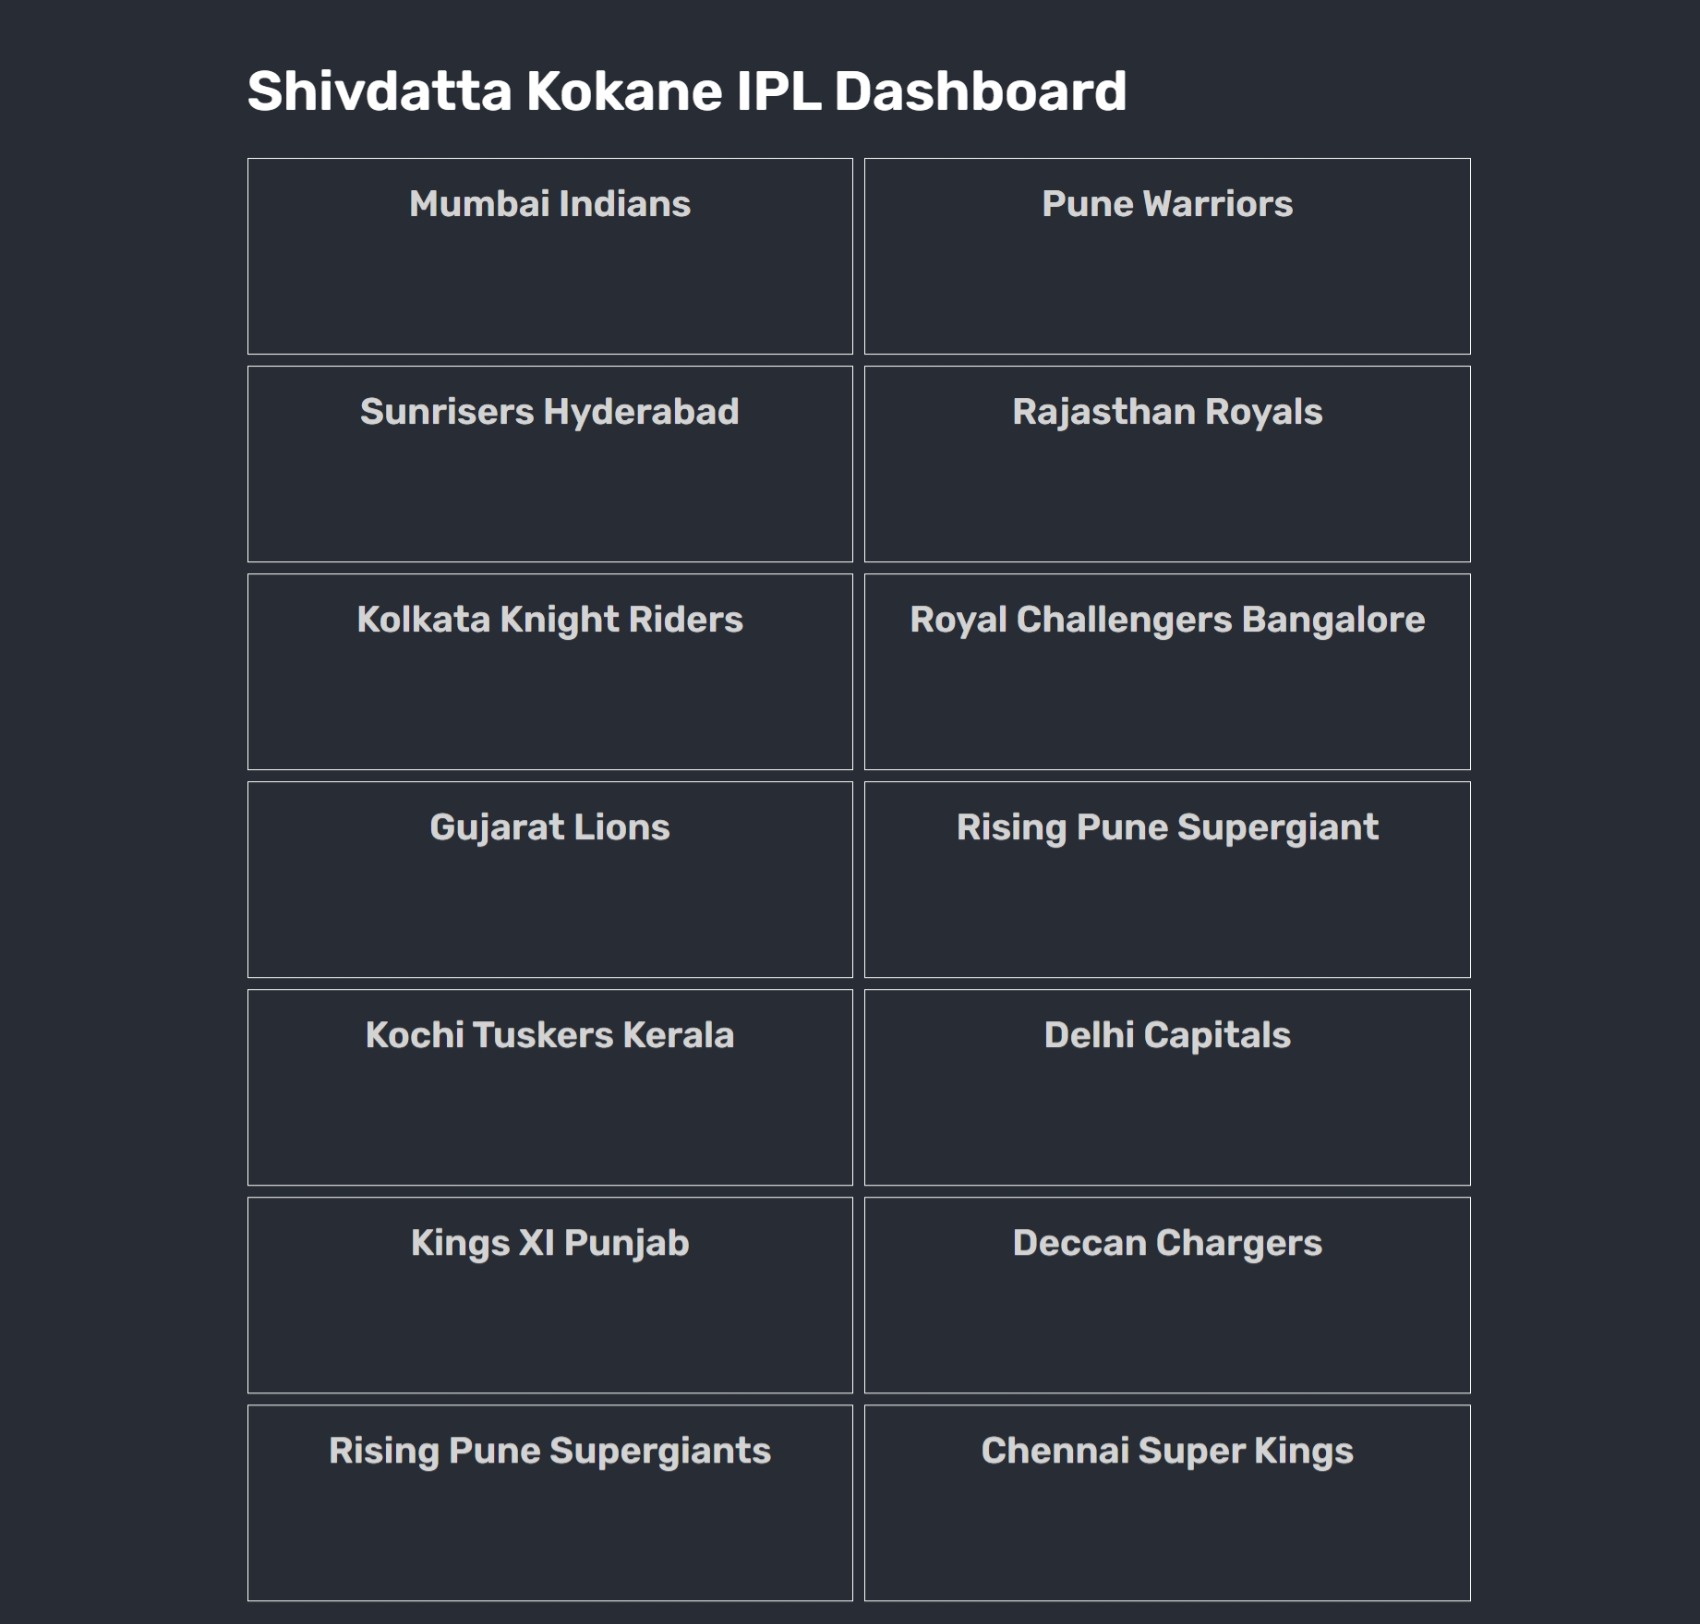 Shivdatta Kokane IPL Dashboard
Mumbai Indians
Pune Warriors
Sunrisers Hyderabad
Rajasthan Royals
Kolkata Knight Riders
Royal Challengers Bangalore
Gujarat Lions
Rising Pune Supergiant
Kochi Tuskers Kerala
Delhi Capitals
Kings XI Punjab
Deccan Chargers
Rising Pune Supergiants
Chennai Super Kings